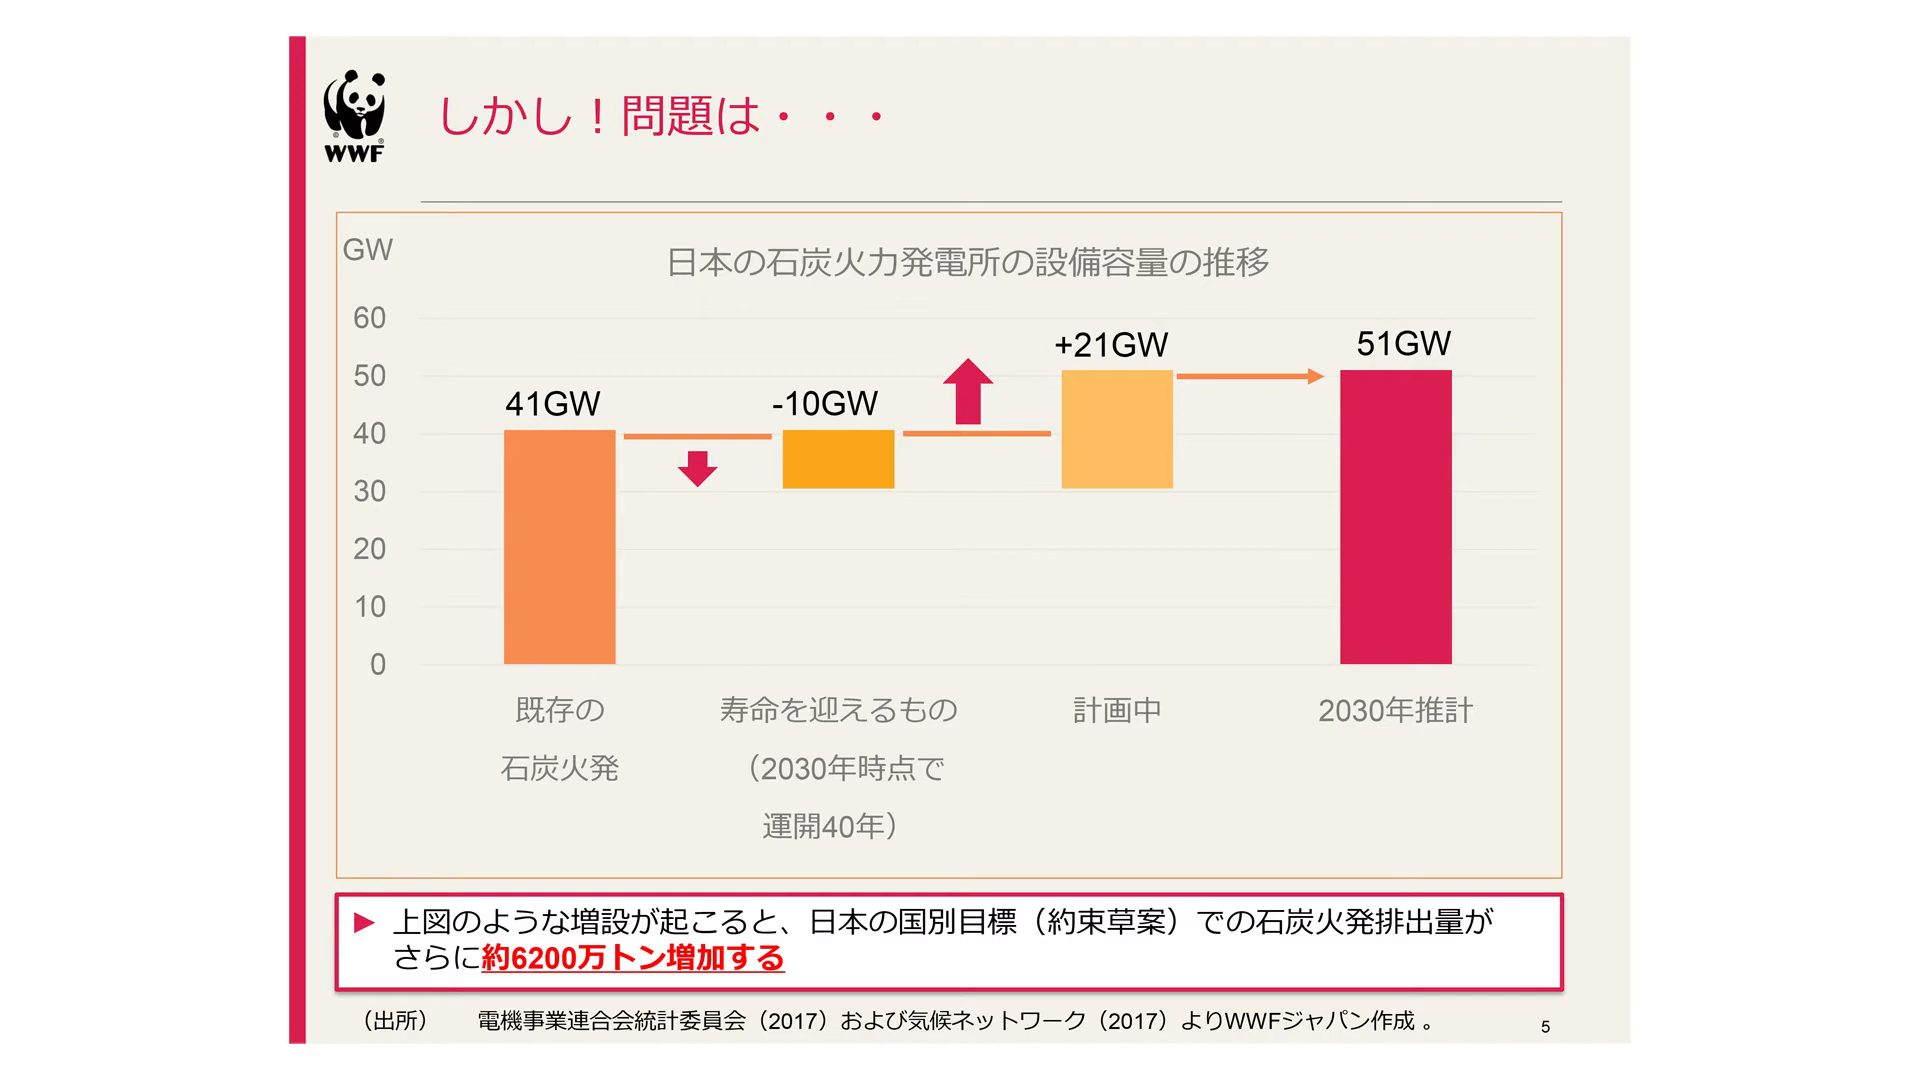 WWF
しかし！問題は・・・
GW
日本の石炭火力発電所の設備容量の推移
60
50
40
30
20
10
0
41GW
-10GW
+21GW
51GW
既存の
石炭火発
寿命を迎えるもの
（2030年時点で
運開40年）
計画中
2030年推計
上図のような増設が起こると、日本の国別目標（約束草案）での石炭火発排出量が
さらに約6200万トン増加する
（出所） 電機事業連合会統計委員会（2017）および気候ネットワーク（2017）よりWWFジャパン作成 。
5